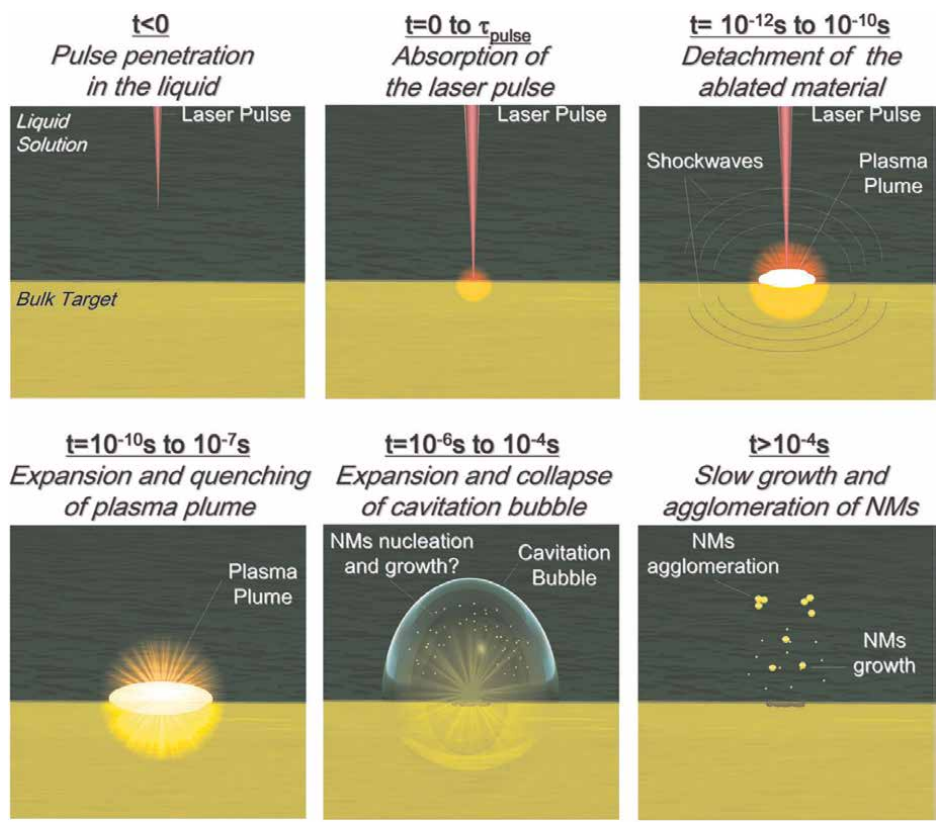 t<0
Pulse penetration
in the liquid
Liquid
Solution
Laser Pulse
Bulk Target
t=0 to τpulse
Absorption of
the laser pulse
Laser Pulse
t= 10⁻¹²s to 10⁻¹⁰s
Detachment of the
ablated material
Laser Pulse
Shockwaves
Plasma
Plume
t=10⁻¹⁰s to 10⁻⁷s
Expansion and quenching
of plasma plume
Plasma
Plume
t=10⁻⁶s to 10⁻⁴s
Expansion and collapse
of cavitation bubble
NMs nucleation
and growth?
Cavitation
Bubble
t>10⁻⁴s
Slow growth and
agglomeration of NMs
NMs
agglomeration
NMs
growth